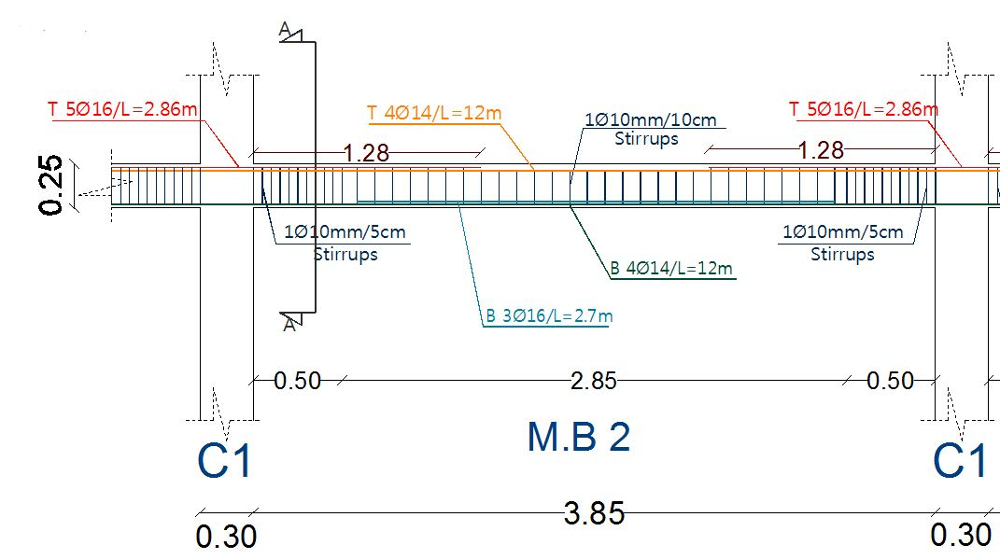 A
T 5Ø16/L=2.86m
T 4Ø14/L=12m
1Ø10mm/10cm
Stirrups
T 5Ø16/L=2.86m
1.28
1.28
0.25
1Ø10mm/5cm
Stirrups
1Ø10mm/5cm
Stirrups
B 4Ø14/L=12m
B 3Ø16/L=2.7m
A
0.50
2.85
0.50
M.B 2
C1
C1
3.85
0.30
0.30